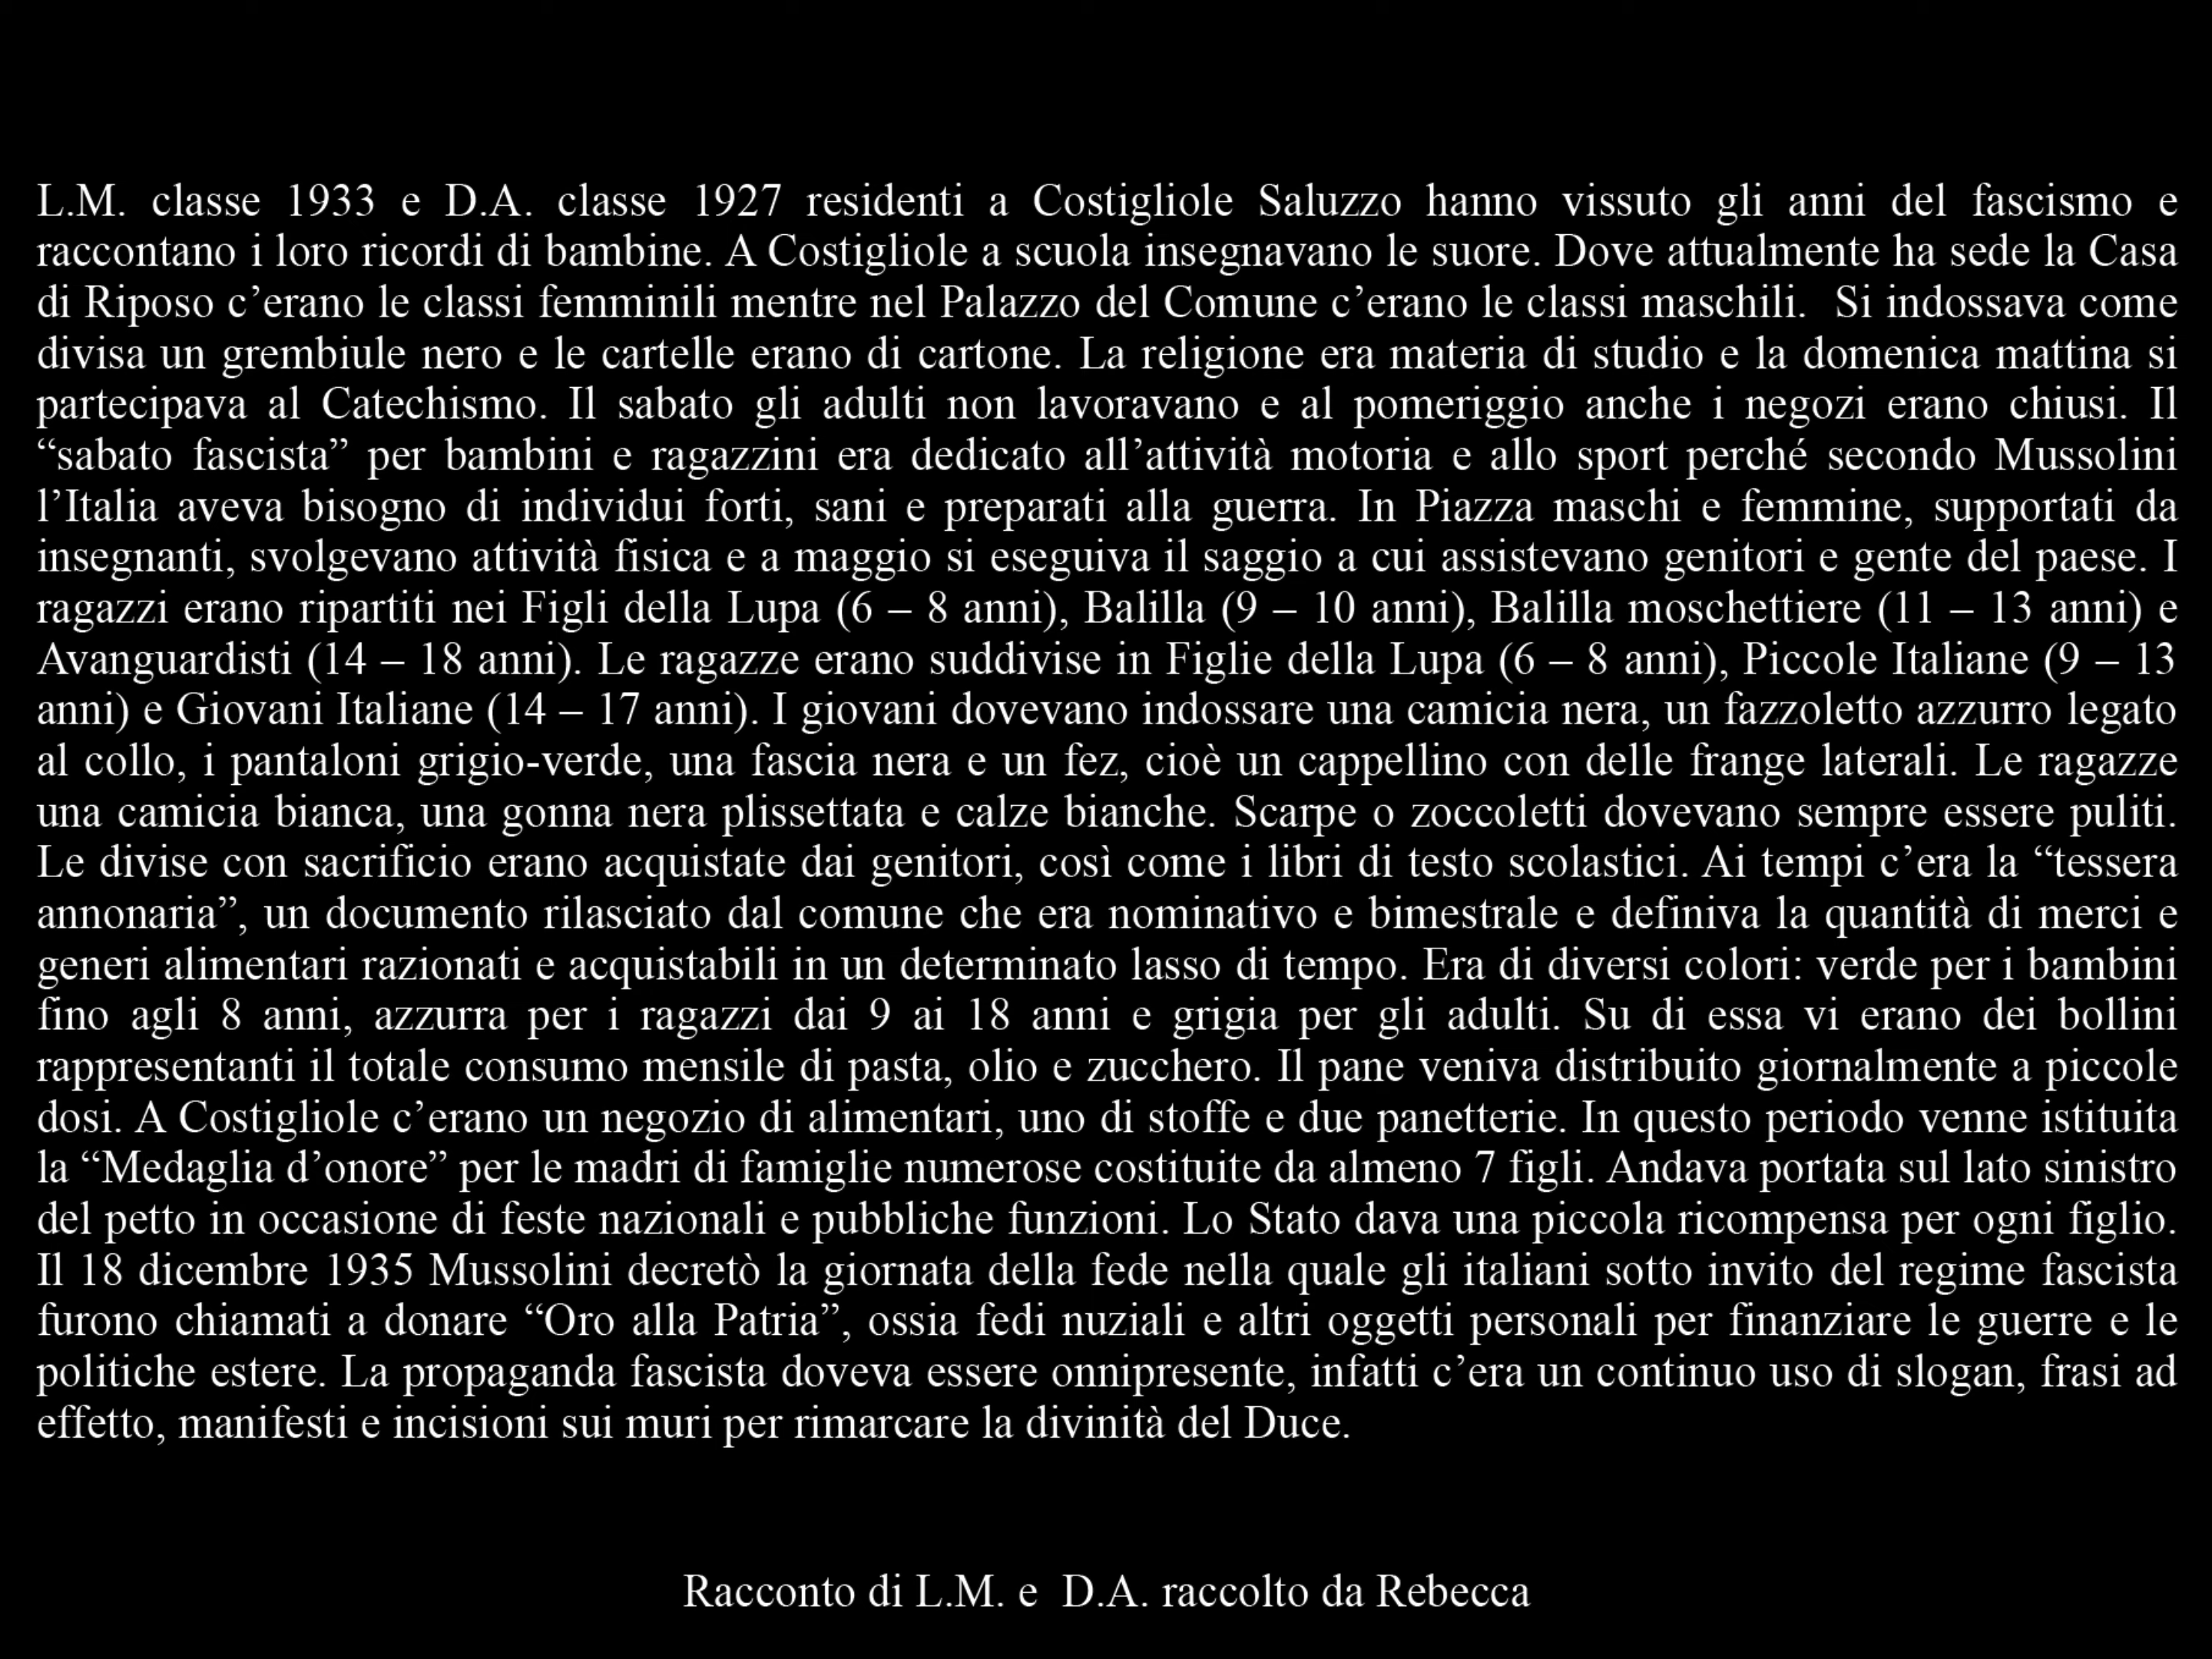 L.M. classe 1933 e D.A. classe 1927 residenti a Costigliole Saluzzo hanno vissuto gli anni del fascismo e
raccontano i loro ricordi di bambine. A Costigliole a scuola insegnavano le suore. Dove attualmente ha sede la Casa
di Riposo c’erano le classi femminili mentre nel Palazzo del Comune c’erano le classi maschili.  Si indossava come
divisa un grembiule nero e le cartelle erano di cartone. La religione era materia di studio e la domenica mattina si
partecipava al Catechismo. Il sabato gli adulti non lavoravano e al pomeriggio anche i negozi erano chiusi. Il
“sabato fascista” per bambini e ragazzini era dedicato all’attività motoria e allo sport perché secondo Mussolini
l’Italia aveva bisogno di individui forti, sani e preparati alla guerra. In Piazza maschi e femmine, supportati da
insegnanti, svolgevano attività fisica e a maggio si eseguiva il saggio a cui assistevano genitori e gente del paese. I
ragazzi erano ripartiti nei Figli della Lupa (6 – 8 anni), Balilla (9 – 10 anni), Balilla moschettiere (11 – 13 anni) e
Avanguardisti (14 – 18 anni). Le ragazze erano suddivise in Figlie della Lupa (6 – 8 anni), Piccole Italiane (9 – 13
anni) e Giovani Italiane (14 – 17 anni). I giovani dovevano indossare una camicia nera, un fazzoletto azzurro legato
al collo, i pantaloni grigio-verde, una fascia nera e un fez, cioè un cappellino con delle frange laterali. Le ragazze
una camicia bianca, una gonna nera plissettata e calze bianche. Scarpe o zoccoletti dovevano sempre essere puliti.
Le divise con sacrificio erano acquistate dai genitori, così come i libri di testo scolastici. Ai tempi c’era la “tessera
annonaria”, un documento rilasciato dal comune che era nominativo e bimestrale e definiva la quantità di merci e
generi alimentari razionati e acquistabili in un determinato lasso di tempo. Era di diversi colori: verde per i bambini
fino agli 8 anni, azzurra per i ragazzi dai 9 ai 18 anni e grigia per gli adulti. Su di essa vi erano dei bollini
rappresentanti il totale consumo mensile di pasta, olio e zucchero. Il pane veniva distribuito giornalmente a piccole
dosi. A Costigliole c’erano un negozio di alimentari, uno di stoffe e due panetterie. In questo periodo venne istituita
la “Medaglia d’onore” per le madri di famiglie numerose costituite da almeno 7 figli. Andava portata sul lato sinistro
del petto in occasione di feste nazionali e pubbliche funzioni. Lo Stato dava una piccola ricompensa per ogni figlio.
Il 18 dicembre 1935 Mussolini decretò la giornata della fede nella quale gli italiani sotto invito del regime fascista
furono chiamati a donare “Oro alla Patria”, ossia fedi nuziali e altri oggetti personali per finanziare le guerre e le
politiche estere. La propaganda fascista doveva essere onnipresente, infatti c’era un continuo uso di slogan, frasi ad
effetto, manifesti e incisioni sui muri per rimarcare la divinità del Duce.
Racconto di L.M. e  D.A. raccolto da Rebecca